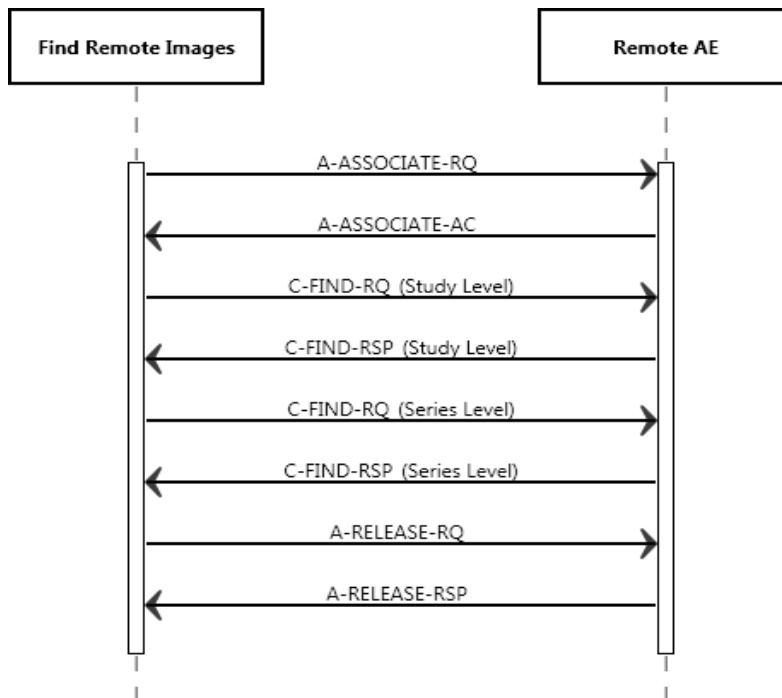 Find Remote Images
Remote AE
A-ASSOCIATE-RQ
A-ASSOCIATE-AC
C-FIND-RQ (Study Level)
C-FIND-RSP (Study Level)
C-FIND-RQ (Series Level)
C-FIND-RSP (Series Level)
A-RELEASE-RQ
A-RELEASE-RSP